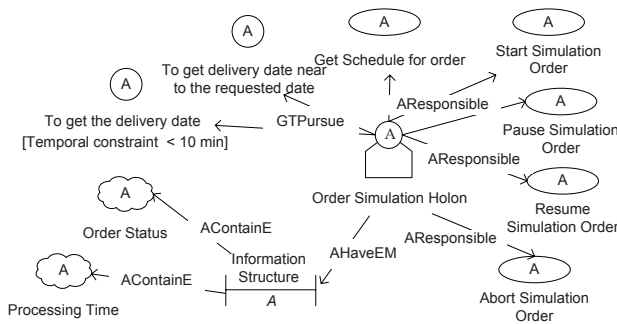 A
A
Get Schedule for order
A
Start Simulation
Order
A
To get delivery date near
to the requested date
A
To get the delivery date
[Temporal constraint < 10 min]
GTPursue
AResponsible
A
A
Pause Simulation
Order
AResponsible
A
Resume
Simulation Order
Order Simulation Holon
A
Order Status
AContainE
AHaveEM
AResponsible
Information
Structure
A
A
Processing Time
AContainE
A
Abort Simulation
Order